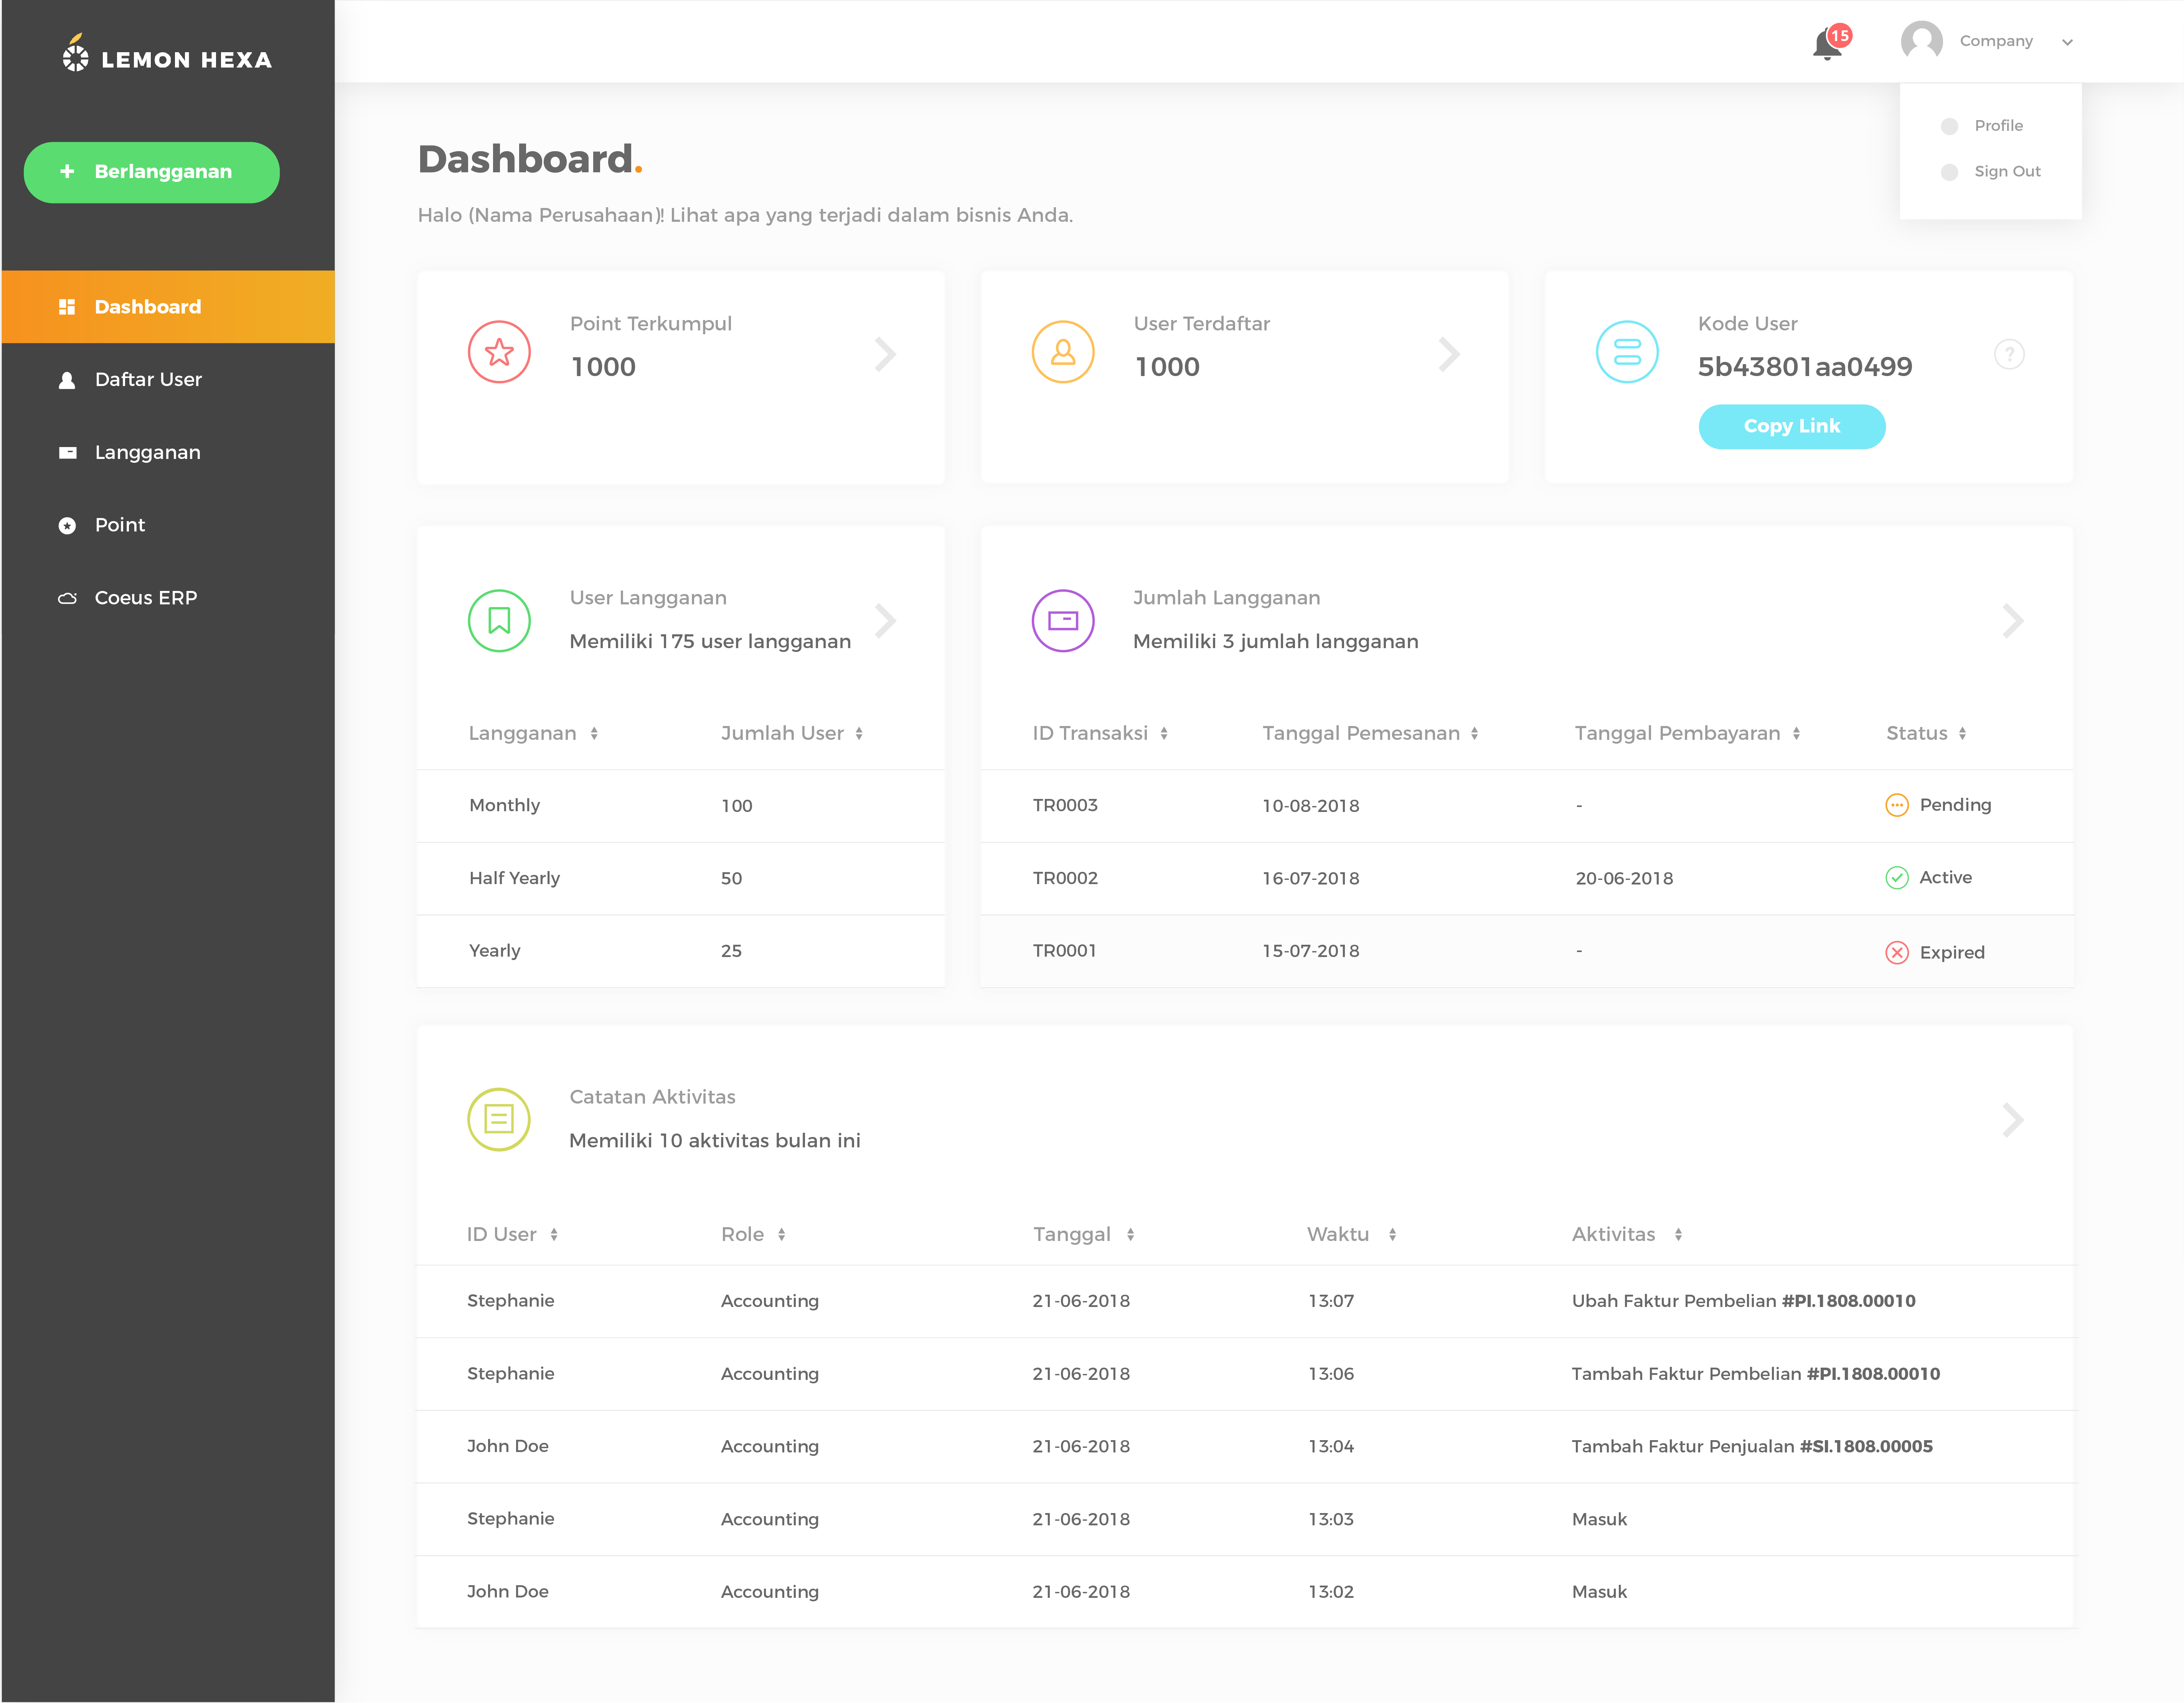 LEMON HEXA
15
Company
Profile
Sign Out
+ Berlangganan
Dashboard
Daftar User
Langganan
Point
Coeus ERP
Dashboard.
Halo (Nama Perusahaan)! Lihat apa yang terjadi dalam bisnis Anda.
Point Terkumpul
1000
User Terdaftar
1000
Kode User
5b43801aa0499
?
Copy Link
User Langganan
Memiliki 175 user langganan
Langganan Jumlah User
Monthly 100
Half Yearly 50
Yearly 25
Jumlah Langganan
Memiliki 3 jumlah langganan
ID Transaksi Tanggal Pemesanan Tanggal Pembayaran Status
TR0003 10-08-2018 - Pending
TR0002 16-07-2018 20-06-2018 Active
TR0001 15-07-2018 - Expired
Catatan Aktivitas
Memiliki 10 aktivitas bulan ini
ID User Role Tanggal Waktu Aktivitas
Stephanie Accounting 21-06-2018 13:07 Ubah Faktur Pembelian #PI.1808.00010
Stephanie Accounting 21-06-2018 13:06 Tambah Faktur Pembelian #PI.1808.00010
John Doe Accounting 21-06-2018 13:04 Tambah Faktur Penjualan #SI.1808.00005
Stephanie Accounting 21-06-2018 13:03 Masuk
John Doe Accounting 21-06-2018 13:02 Masuk